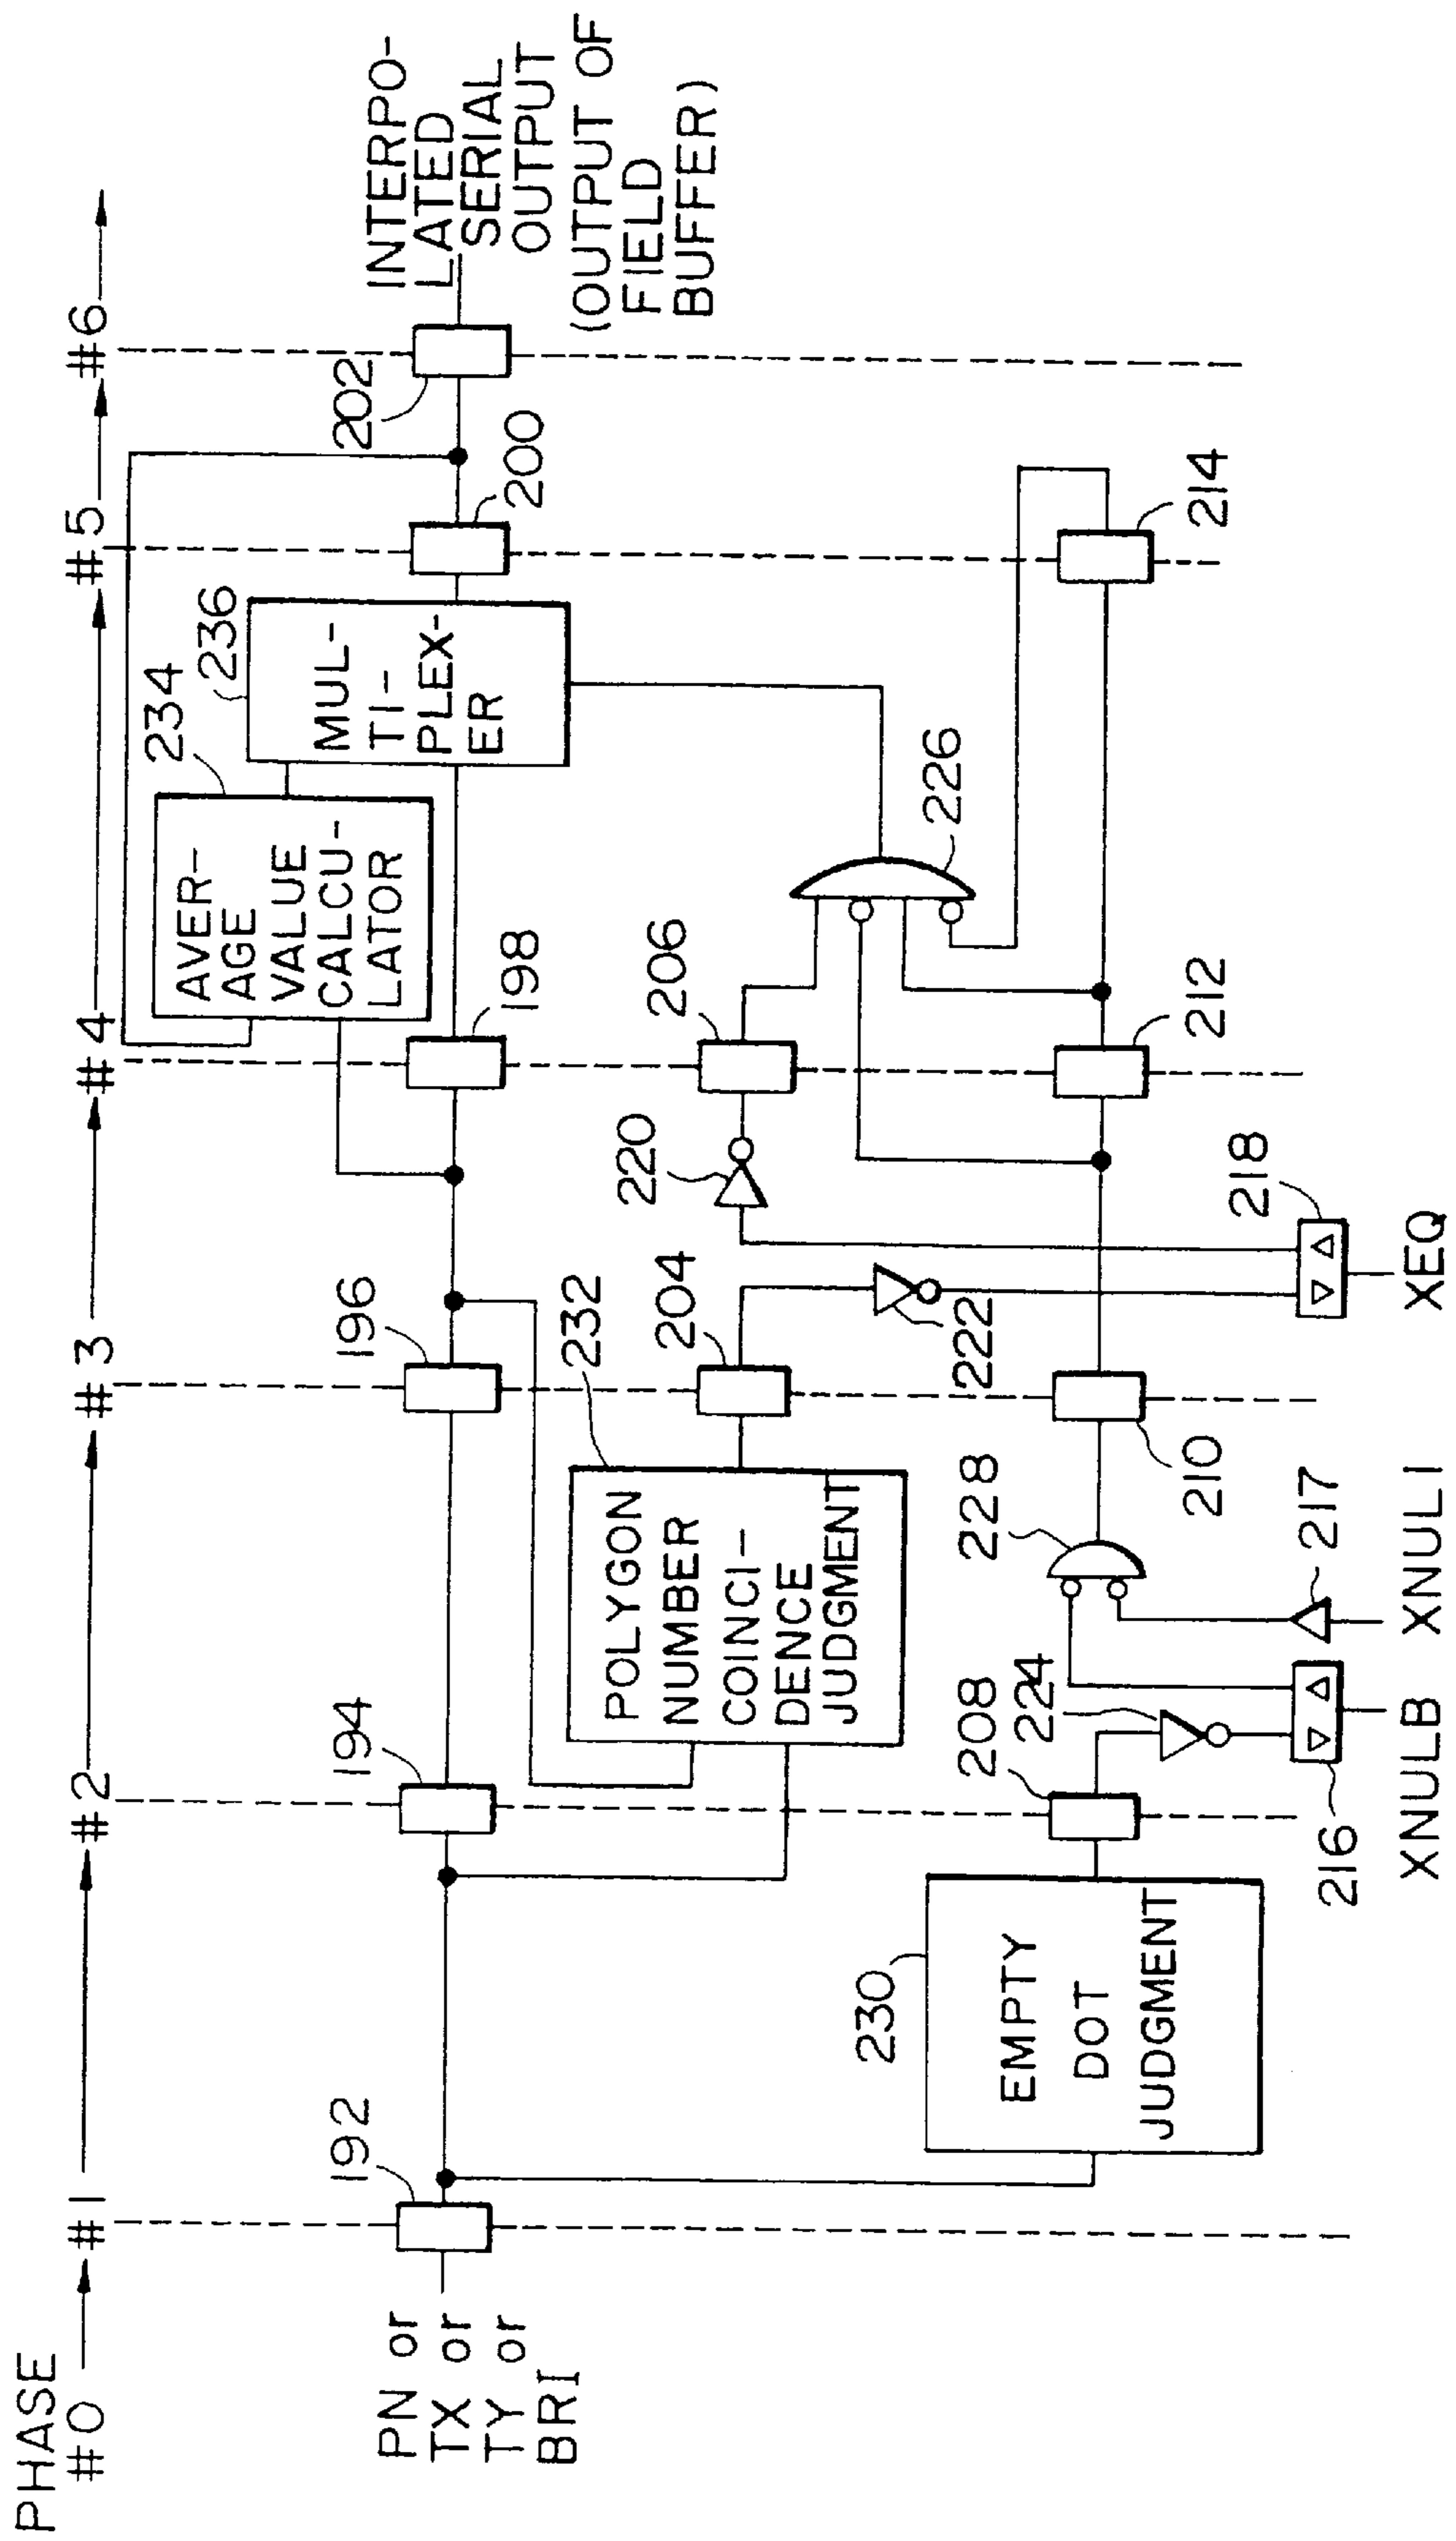 PHASE
#0
#1
#2
#3
#4
#5
#6
PN or
TX or
TY or
BRI
192
194
196
198
200
202
INTERPO-
LATED
SERIAL
OUTPUT
(OUTPUT OF
FIELD
BUFFER)
234
AVER-
AGE
VALUE
CALCU-
LATOR
236
MUL-
TI-
PLEX-
ER
232
POLYGON
NUMBER
COINCI-
DENCE
JUDGMENT
204
206
220
222
226
230
EMPTY
DOT
JUDGMENT
208
224
228
210
212
214
216
217
218
XNULB
XNULI
XEQ